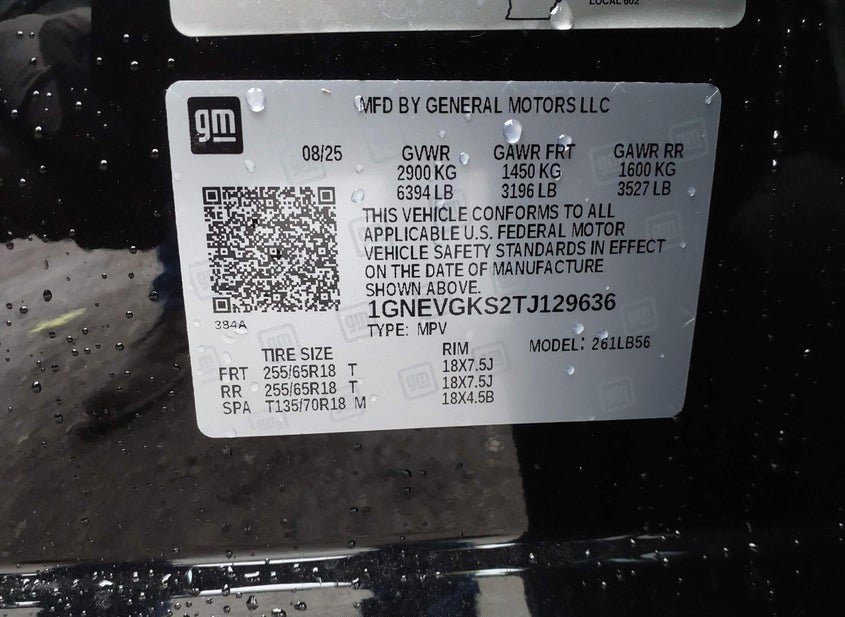 LOCAL 602
gm
MFD BY GENERAL MOTORS LLC
08/25 GVWR GAWR FRT GAWR RR
2900 KG 1450 KG 1600 KG
6394 LB 3196 LB 3527 LB
THIS VEHICLE CONFORMS TO ALL
APPLICABLE U.S. FEDERAL MOTOR
VEHICLE SAFETY STANDARDS IN EFFECT
ON THE DATE OF MANUFACTURE
SHOWN ABOVE.
1GNEVGKS2TJ129636
384A
TYPE: MPV
MODEL: 261LB56
TIRE SIZE RIM
FRT 255/65R18 T 18X7.5J
RR 255/65R18 T 18X7.5J
SPA T135/70R18 M 18X4.5B